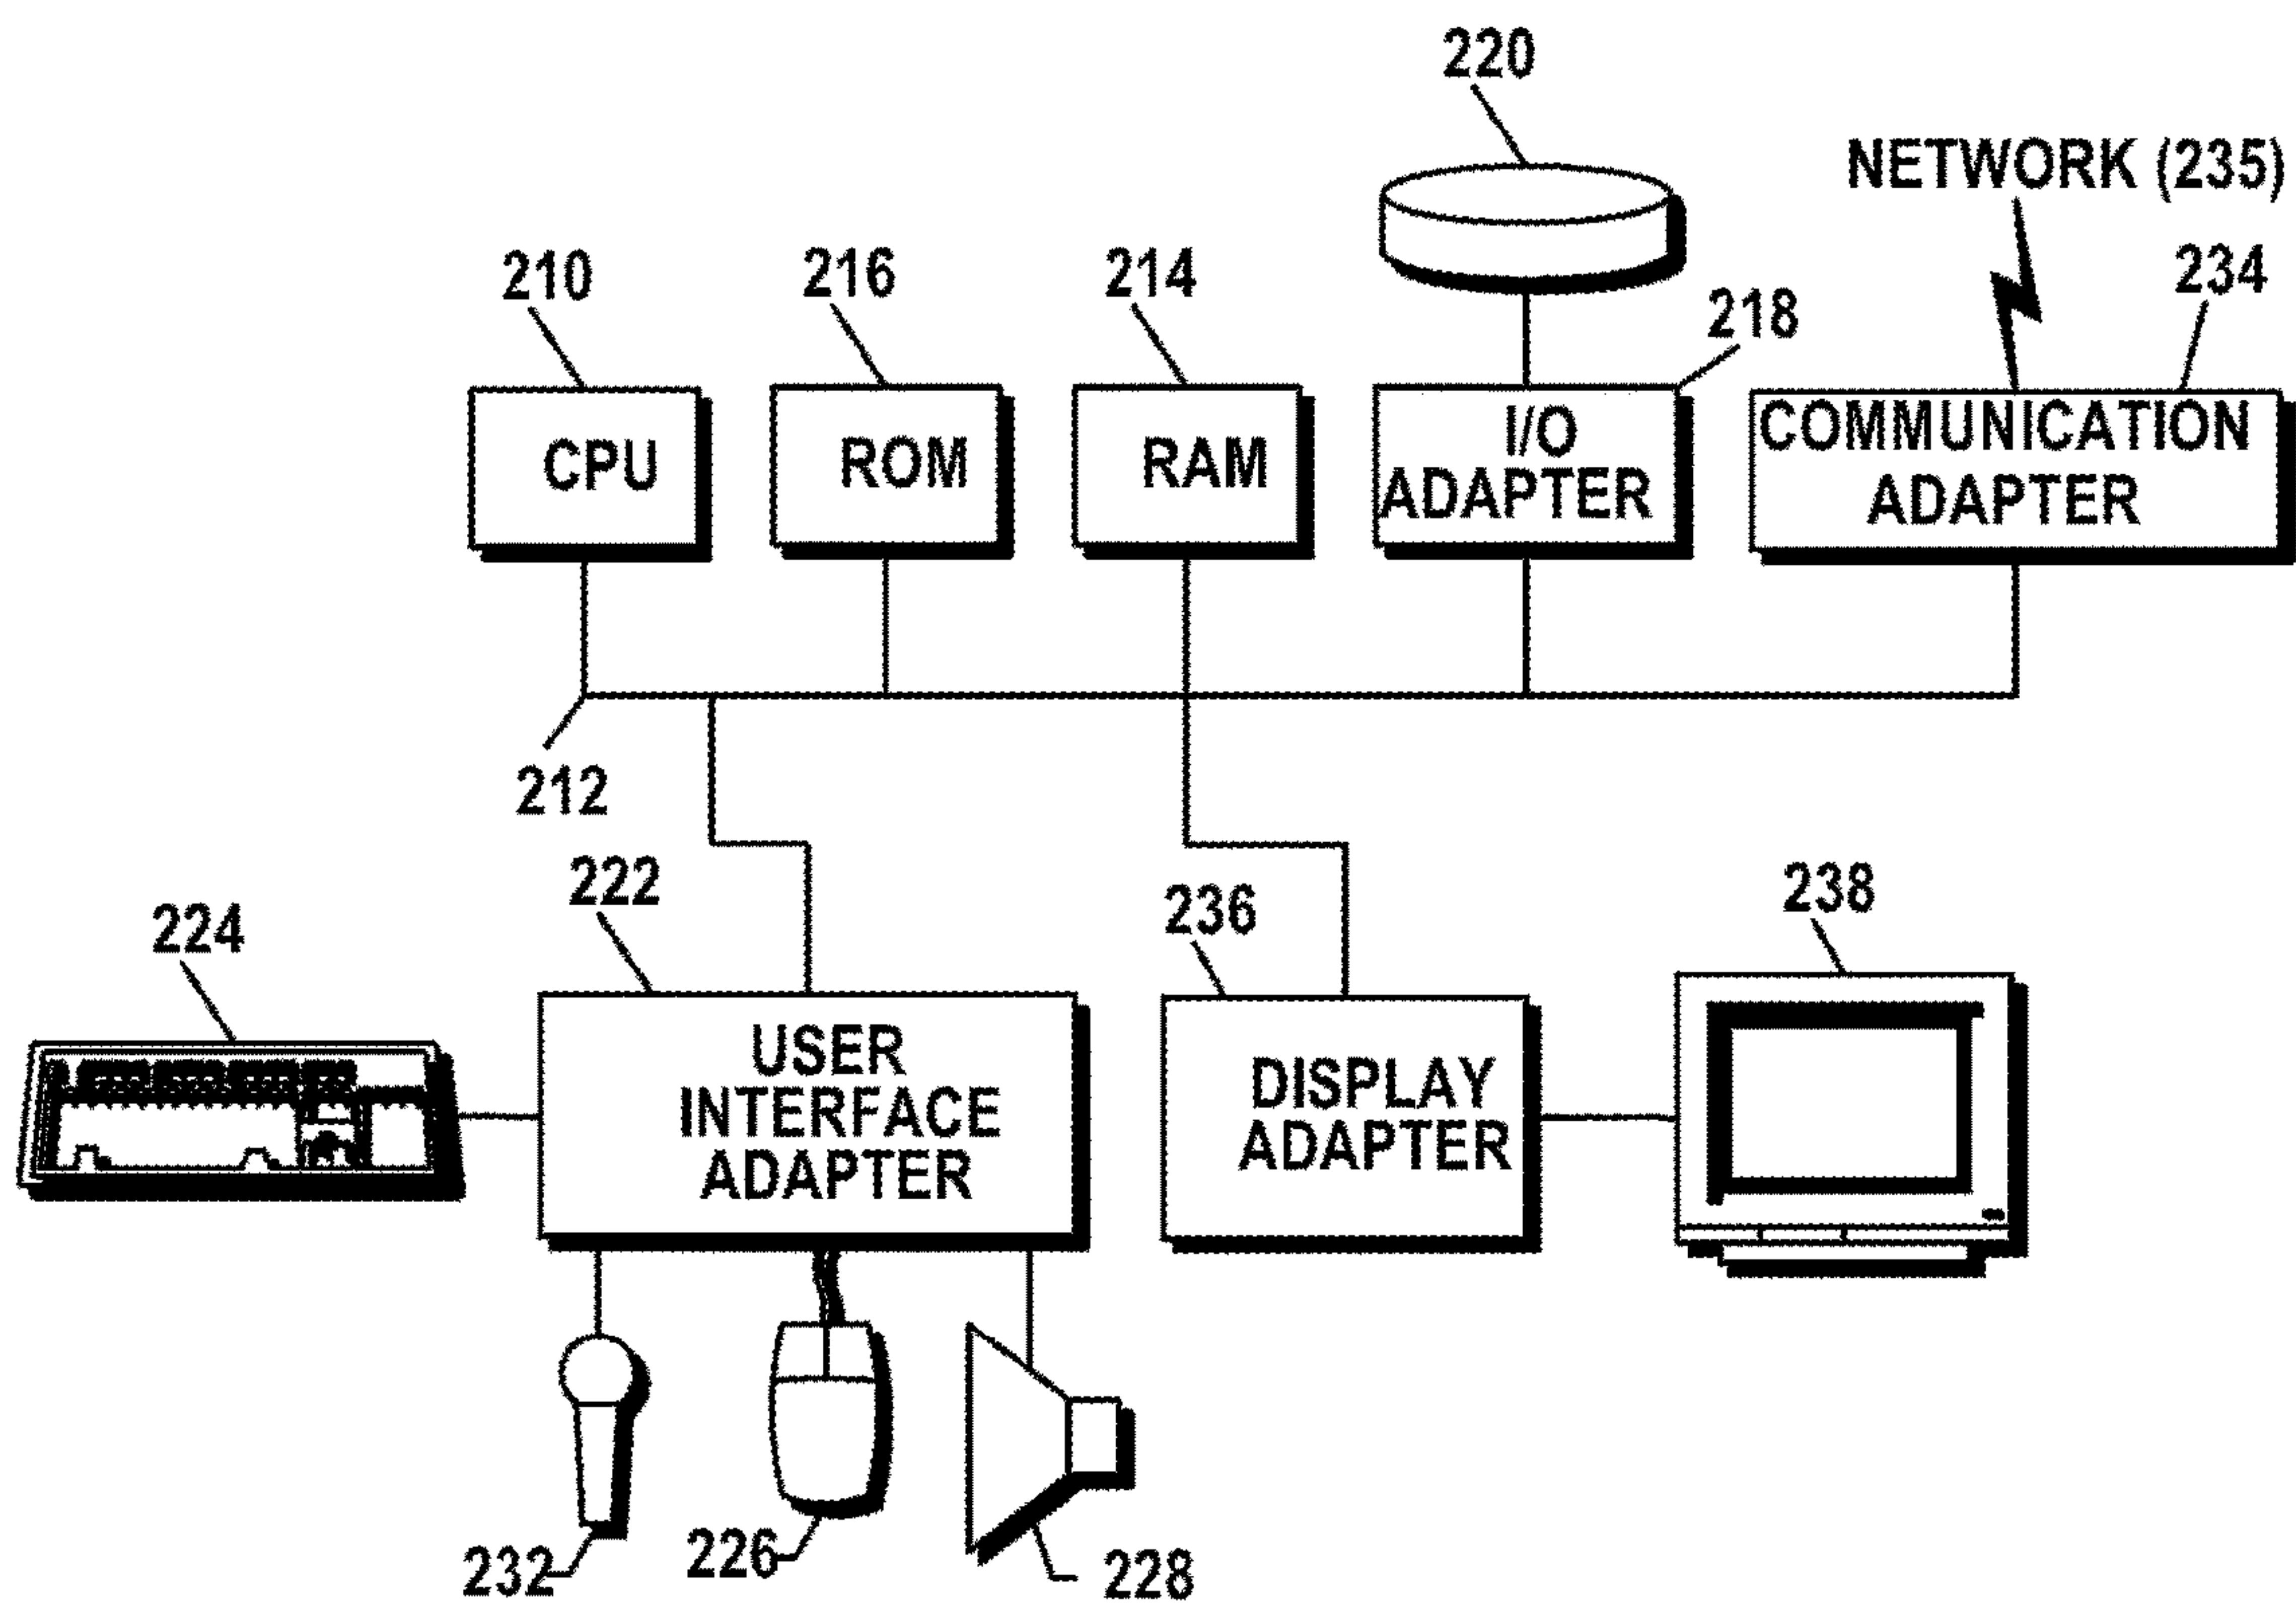 220
NETWORK (235)
210
216
214
218
234
CPU
ROM
RAM
I/O
ADAPTER
COMMUNICATION
ADAPTER
212
222
224
236
238
USER
INTERFACE
ADAPTER
DISPLAY
ADAPTER
232
226
228